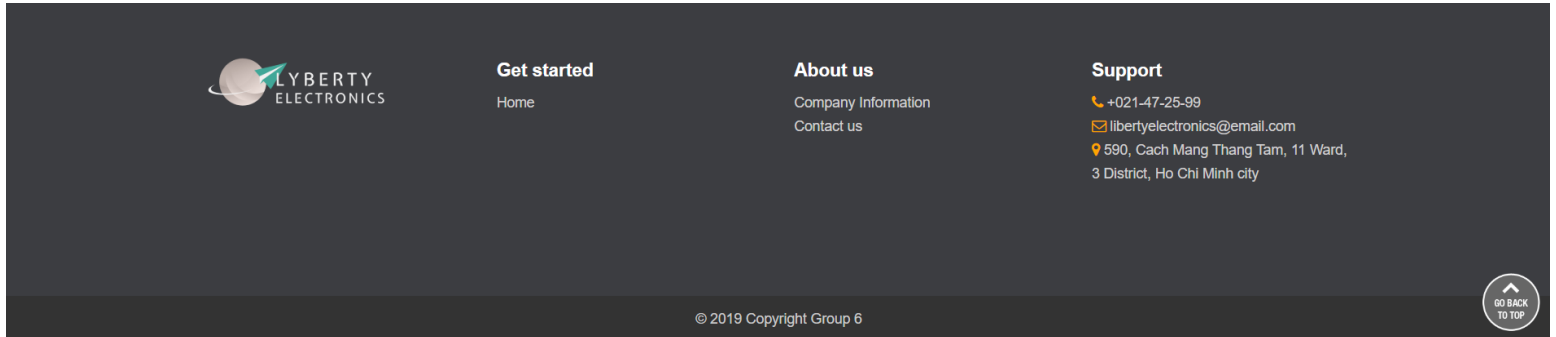 LYBERTY
ELECTRONICS
Get started
Home
About us
Company Information
Contact us
Support
+021-47-25-99
libertyelectronics@email.com
590, Cach Mang Thang Tam, 11 Ward,
3 District, Ho Chi Minh city
© 2019 Copyright Group 6
GO BACK
TO TOP